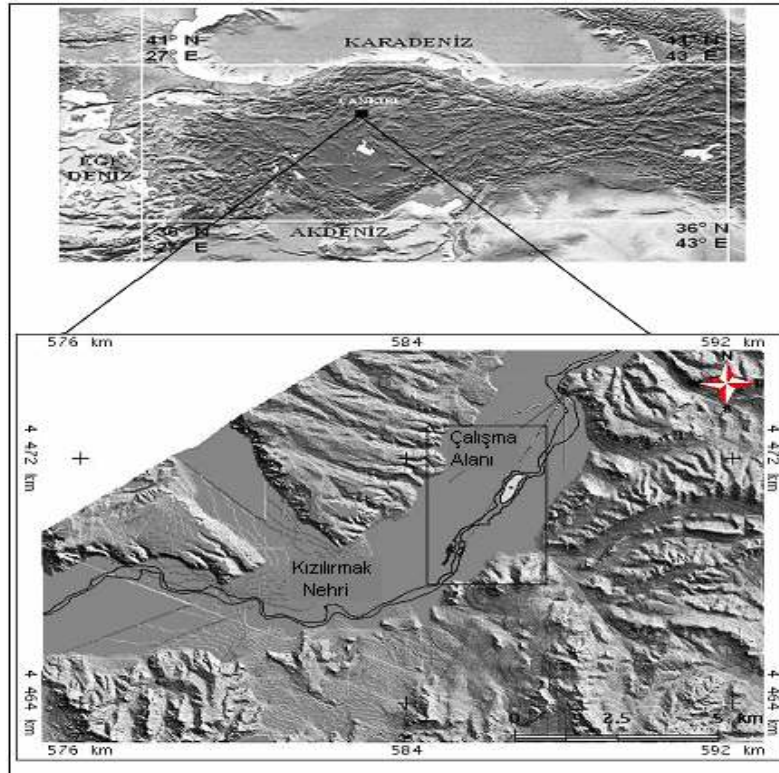 41° N
27° E
KARADENİZ
43° E
EGE
DENİZ
AKDENİZ
36° N
43° E
576 km
584
592 km
N
4 472 km
4 472 km
Çalışma
Alanı
Kızılırmak
Nehri
4 464 km
4 464 km
0
2.5
5 km
576 km
584
592 km